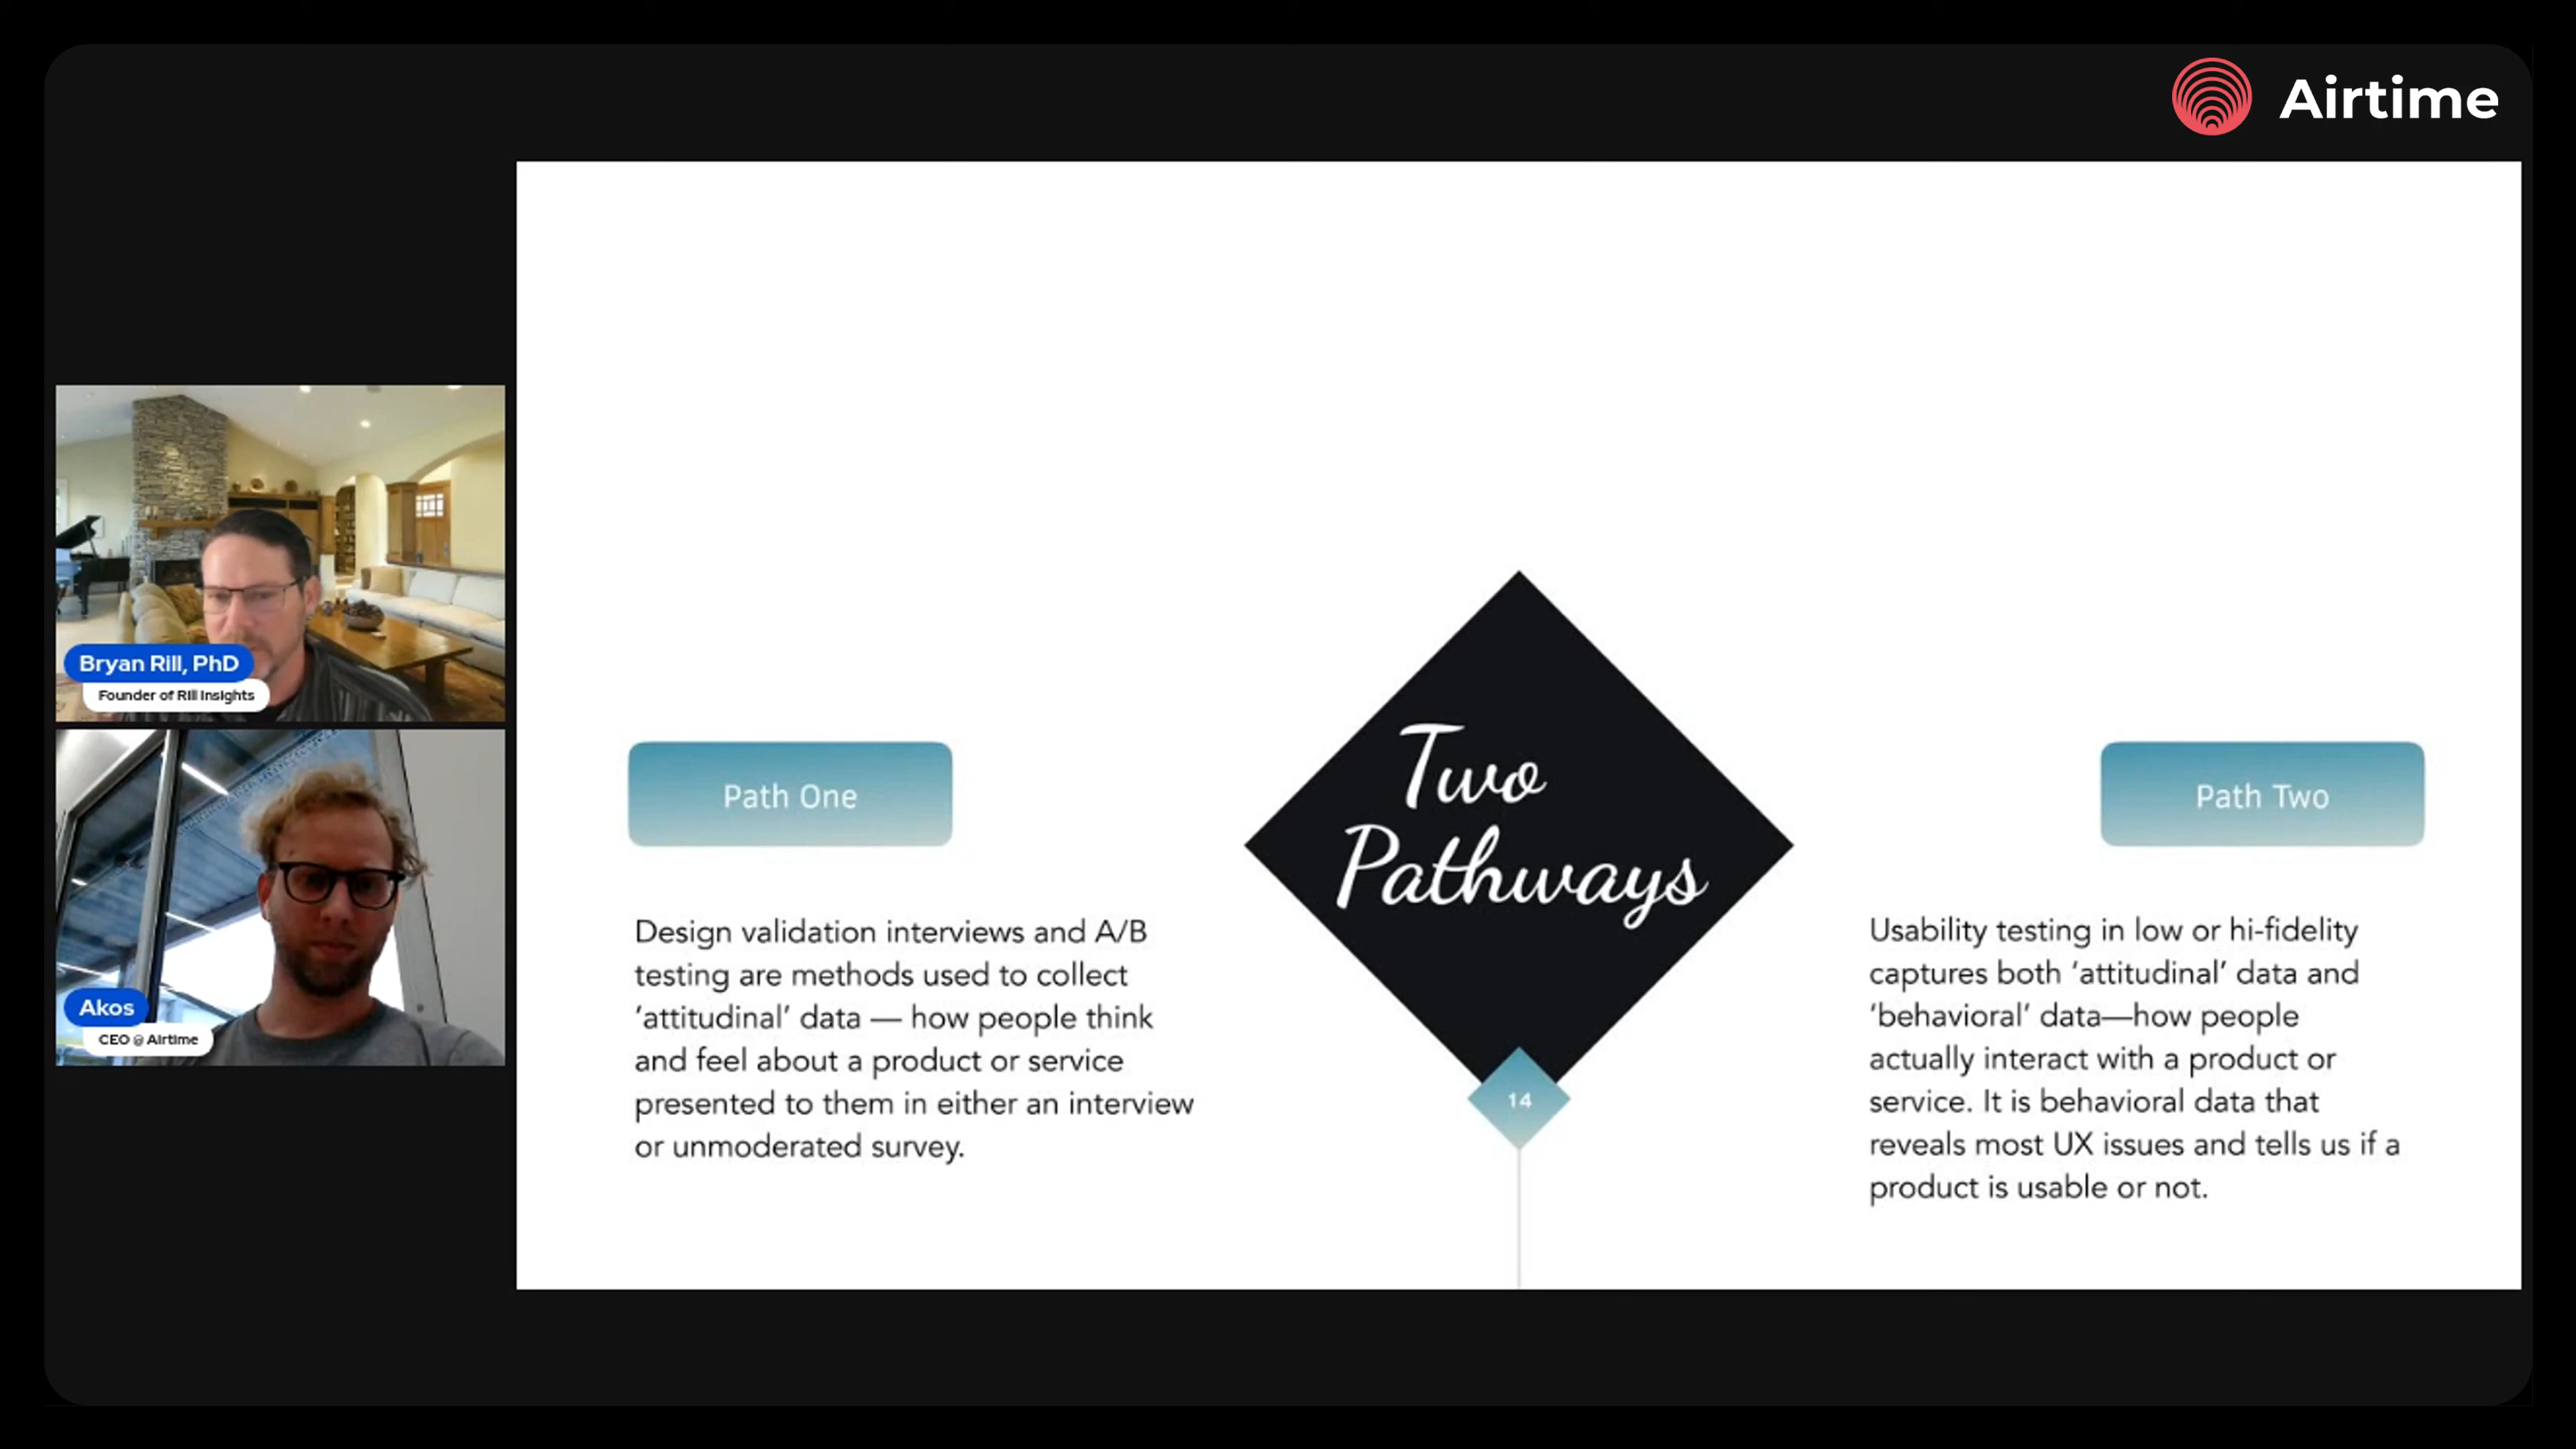 Airtime
Bryan Rill, PhD
Founder of Rill Insights
Akos
CEO @ Airtime
Two
Pathways
14
Path One
Design validation interviews and A/B
testing are methods used to collect
‘attitudinal’ data — how people think
and feel about a product or service
presented to them in either an interview
or unmoderated survey.
Path Two
Usability testing in low or hi-fidelity
captures both ‘attitudinal’ data and
‘behavioral’ data—how people
actually interact with a product or
service. It is behavioral data that
reveals most UX issues and tells us if a
product is usable or not.